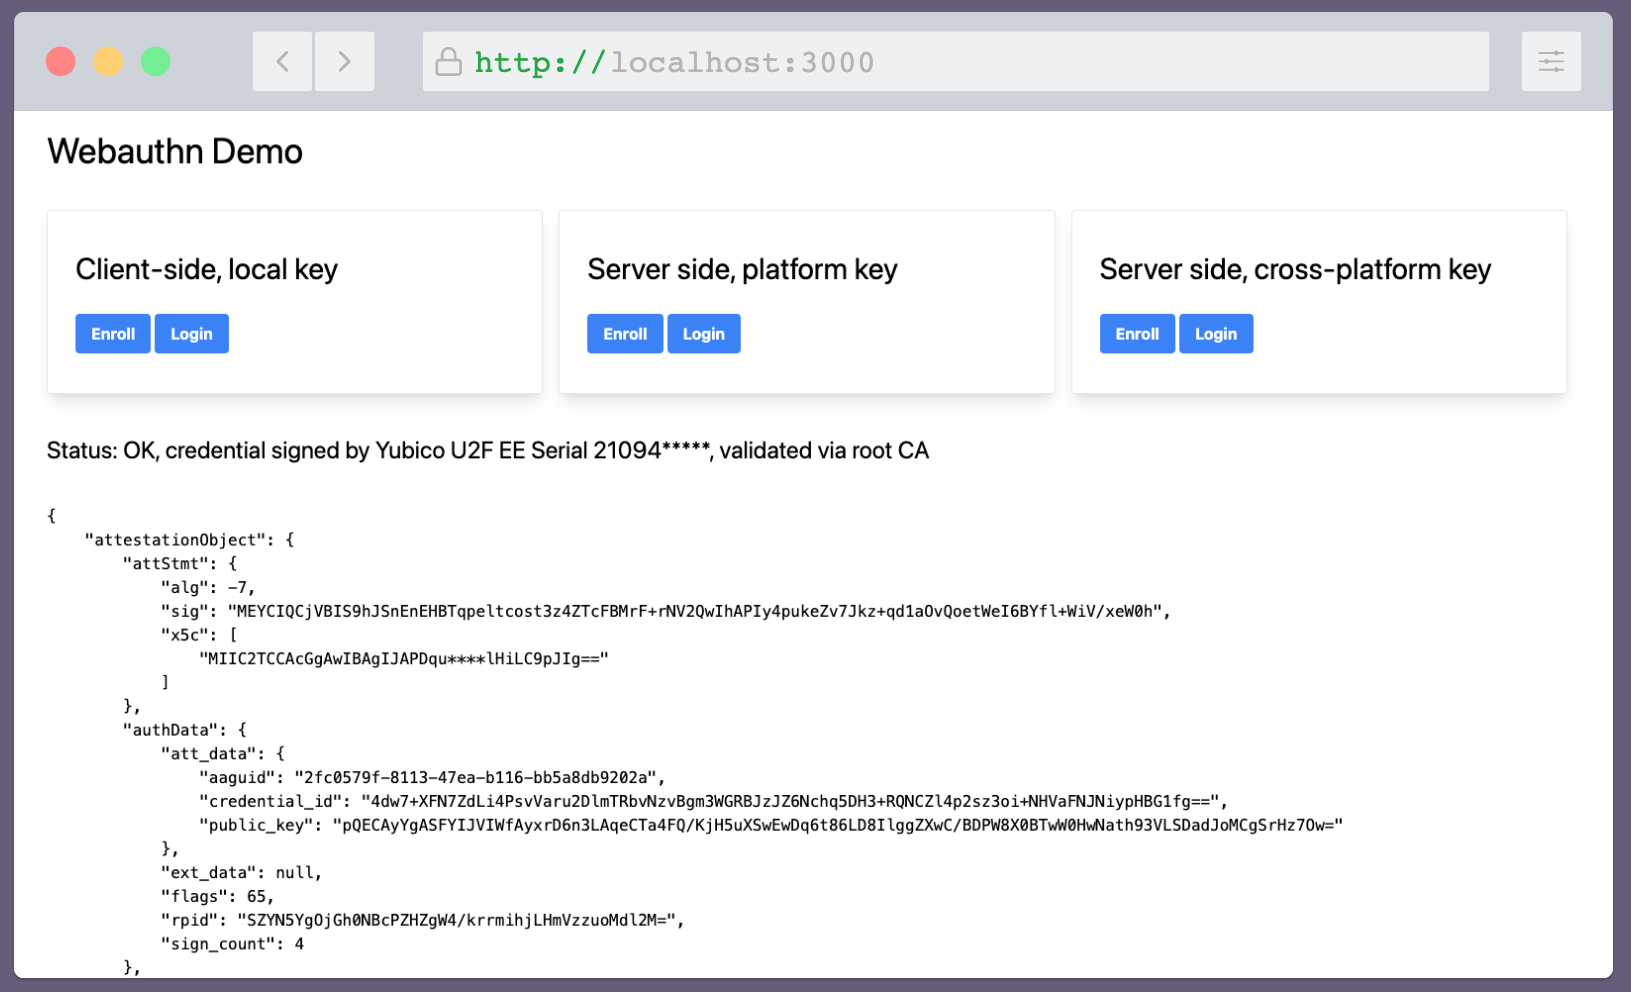 http://localhost:3000
Webauthn Demo
Client-side, local key
Enroll Login
Server side, platform key
Enroll Login
Server side, cross-platform key
Enroll Login
Status: OK, credential signed by Yubico U2F EE Serial 21094*****, validated via root CA
{
    "attestationObject": {
        "attStmt": {
            "alg": -7,
            "sig": "MEYCIQCjVBIS9hJSnEnEHBTqpeltcost3z4ZTcFBMrF+rNV2QwIhAPIy4pukeZv7Jkz+qd1aOvQoetWeI6BYfl+WiV/xeW0h",
            "x5c": [
                "MIIC2TCCAcGgAwIBAgIJAPDqu****lHiLC9pJIg=="
            ]
        },
        "authData": {
            "att_data": {
                "aaguid": "2fc0579f-8113-47ea-b116-bb5a8db9202a",
                "credential_id": "4dw7+XFN7ZdLi4PsvVaru2DlmTRbvNzvBgm3WGRBJzJZ6Nchq5DH3+RQNCZl4p2sz3oi+NHVaFNJNiypHBG1fg==",
                "public_key": "pQECAyYgASFYIJVIWfAyxrD6n3LAqeCTa4FQ/KjH5uXSwEwDq6t86LD8IlggZXwC/BDPW8X0BTwW0HwNath93VLSDadJoMCgSrHz7Ow="
            },
            "ext_data": null,
            "flags": 65,
            "rpid": "SZYN5YgOjGh0NBcPZHZgW4/krrmihjLHmVzzuoMdl2M=",
            "sign_count": 4
        },